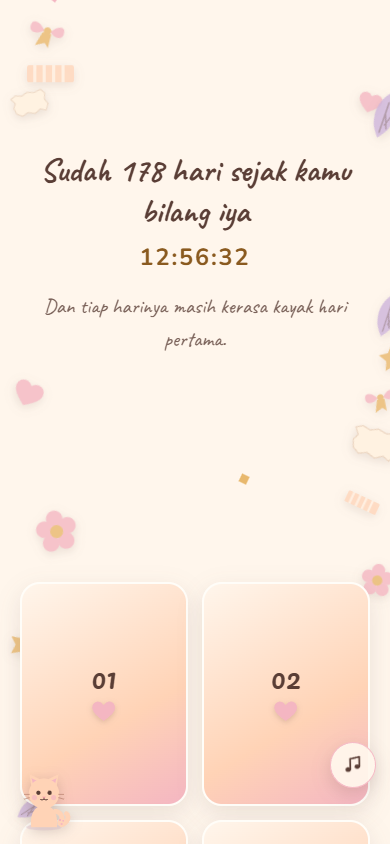 Sudah 178 hari sejak kamu
bilang iya
12:56:32
Dan tiap harinya masih kerasa kayak hari
pertama.
01
02